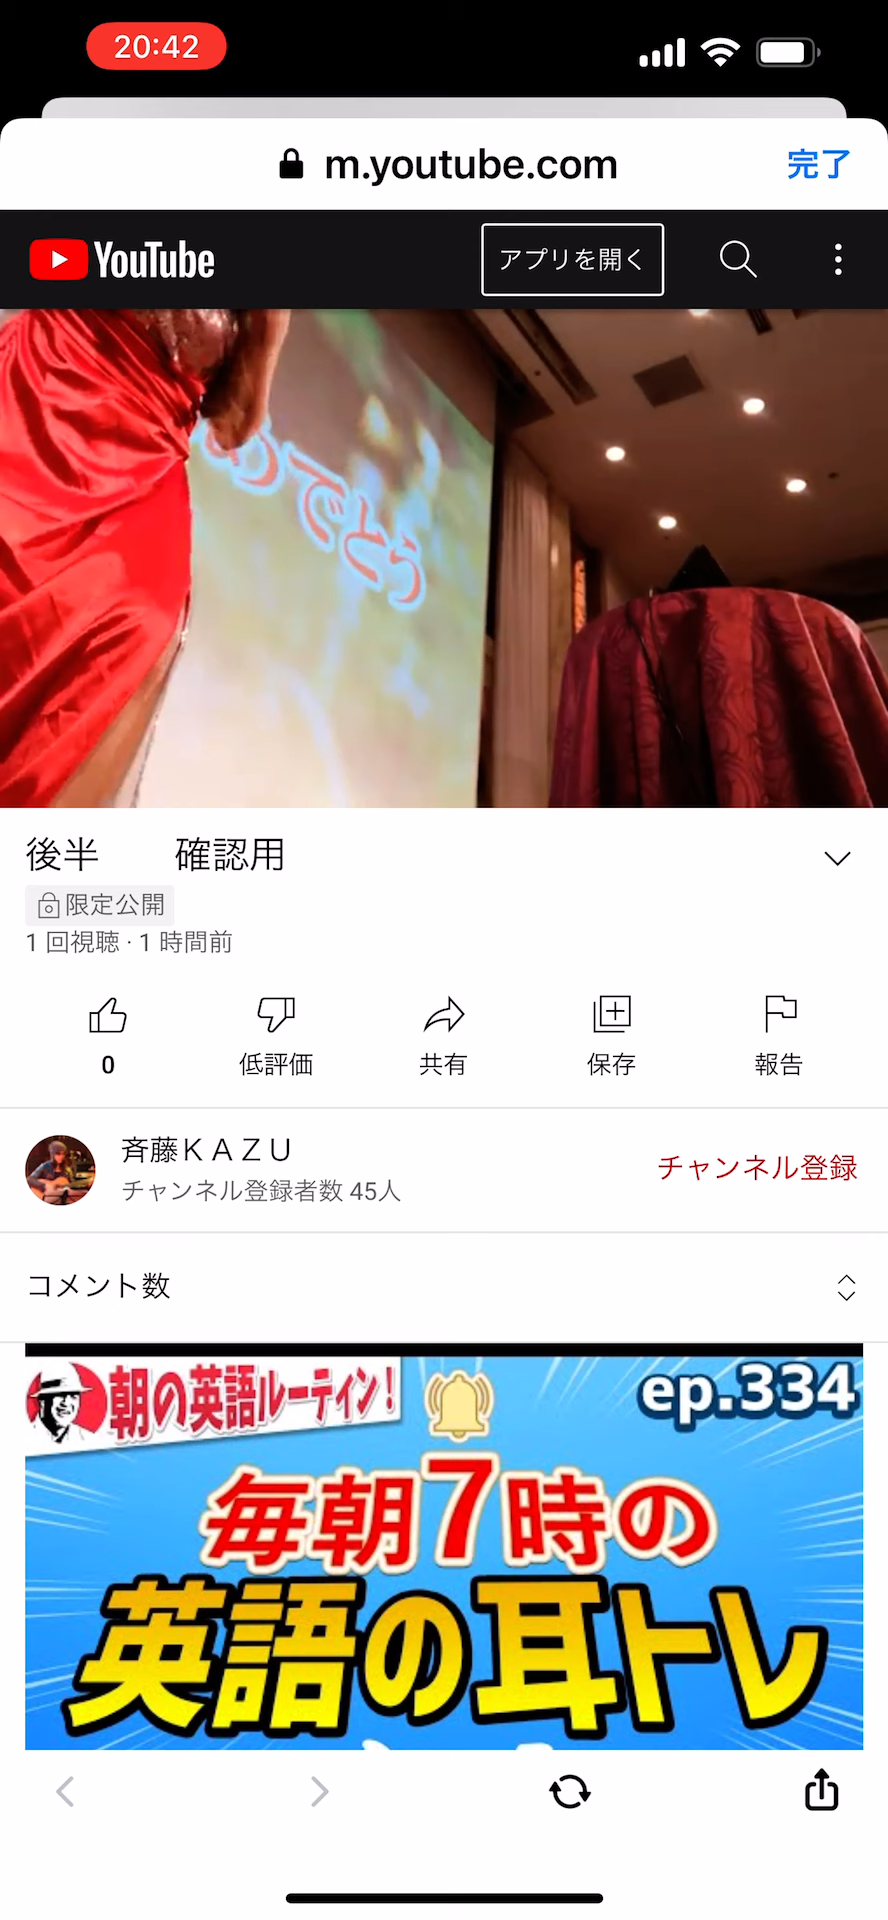 20:42
m.youtube.com 完了
YouTube アプリを開く
めでとう
後半　　確認用
限定公開
1 回視聴 · 1 時間前
0 低評価 共有 保存 報告
斉藤ＫＡＺＵ
チャンネル登録者数 45人
チャンネル登録
コメント数
朝の英語ルーティン！ ep.334
毎朝7時の
英語の耳トレ